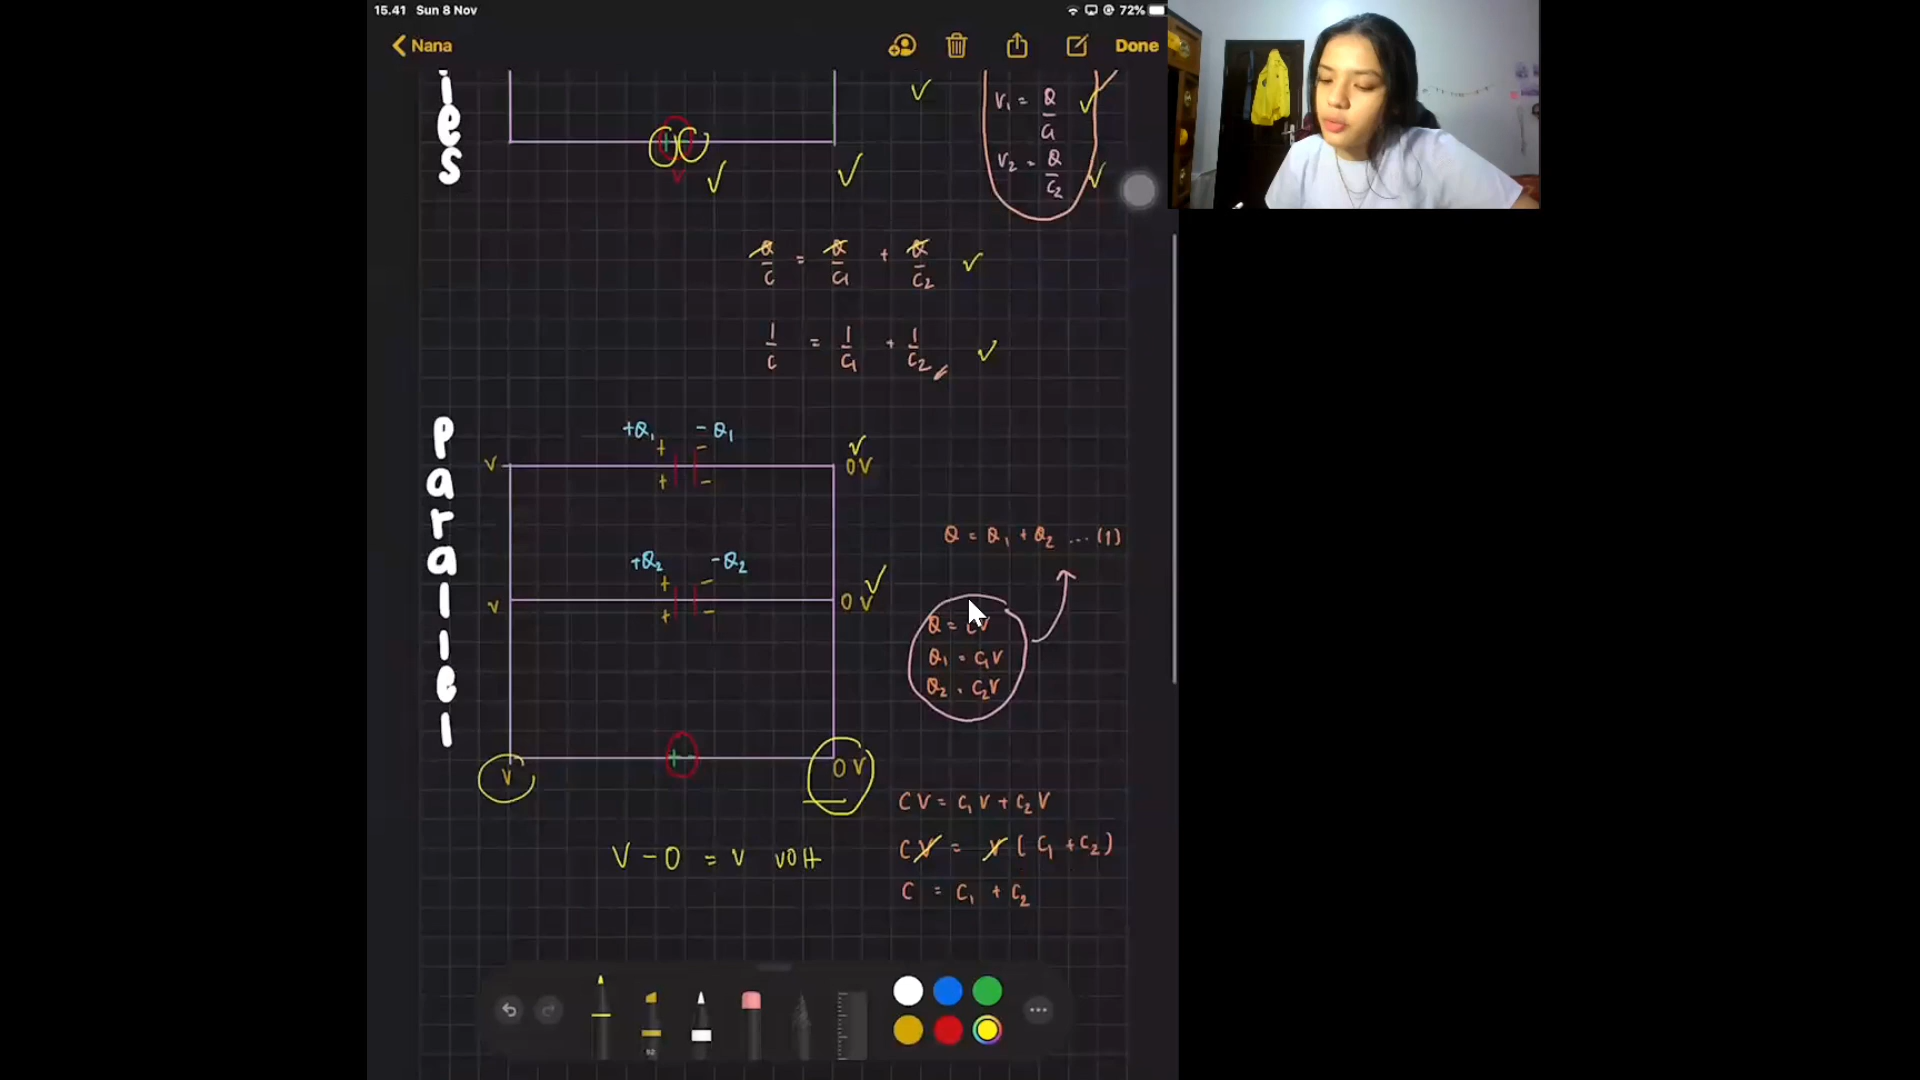 15.41 Sun 8 Nov
72%
Nana
Done
ies
V₁ = Q/C₁
V₂ = Q/C₂
V
Q/C = Q/C₁ + Q/C₂
1/C = 1/C₁ + 1/C₂
Parallel
+Q₁ - Q₁
+ -
V 0V
+ -
Q = Q₁ + Q₂ ... (1)
+Q₂ - Q₂
+ -
V 0V
+ -
Q = CV
Q₁ = C₁V
Q₂ = C₂V
+ -
V 0V
CV = C₁V + C₂V
CV = V (C₁ + C₂)
V - 0 = V volt
C = C₁ + C₂